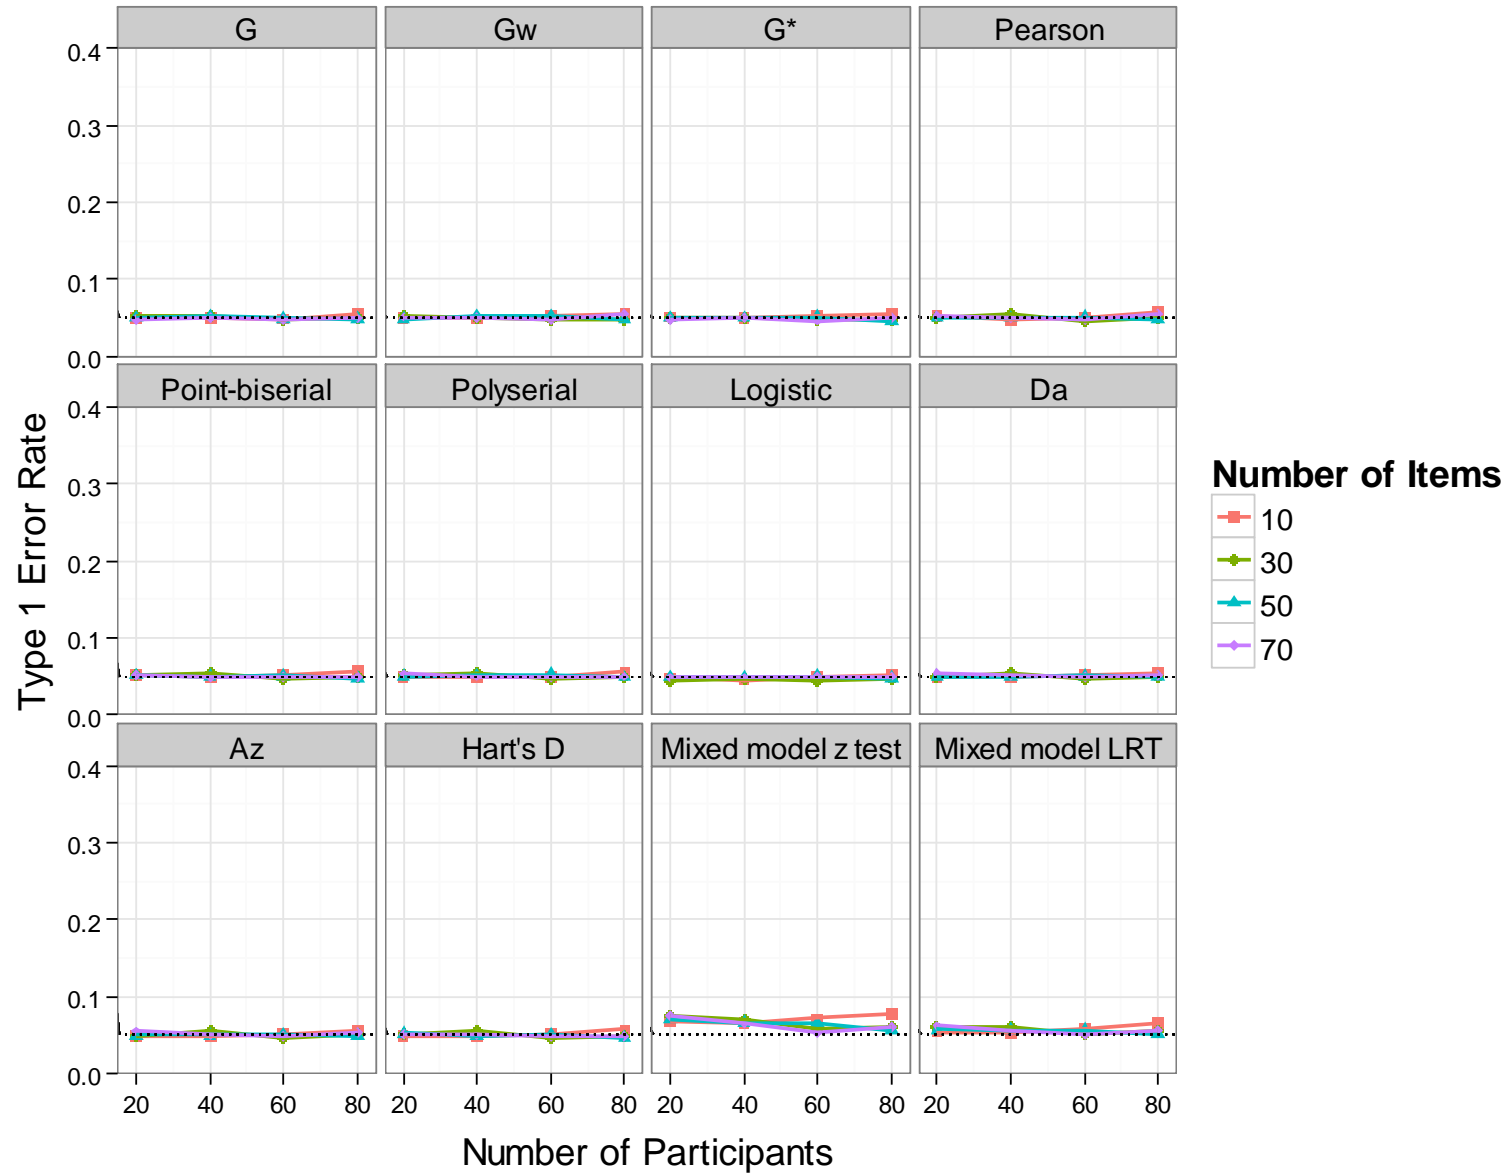 G Gw G* Pearson
0.4
0.3
0.2
0.1
0.0
Point-biserial Polyserial Logistic Da
0.4
0.3
0.2
0.1
0.0
Az Hart's D Mixed model z test Mixed model LRT
0.4
0.3
0.2
0.1
0.0
20 40 60 80 20 40 60 80 20 40 60 80 20 40 60 80
Number of Participants
Type 1 Error Rate
Number of Items
10
30
50
70